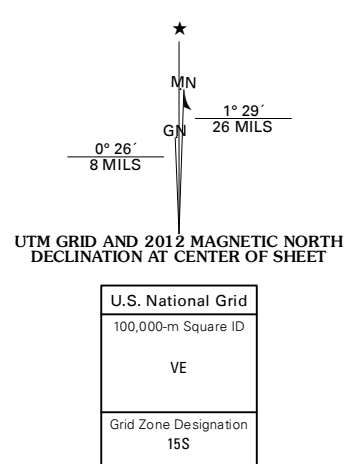 ★
MN
1° 29´
26 MILS
GN
0° 26´
8 MILS
UTM GRID AND 2012 MAGNETIC NORTH
DECLINATION AT CENTER OF SHEET
U.S. National Grid
100,000-m Square ID
VE
Grid Zone Designation
15S